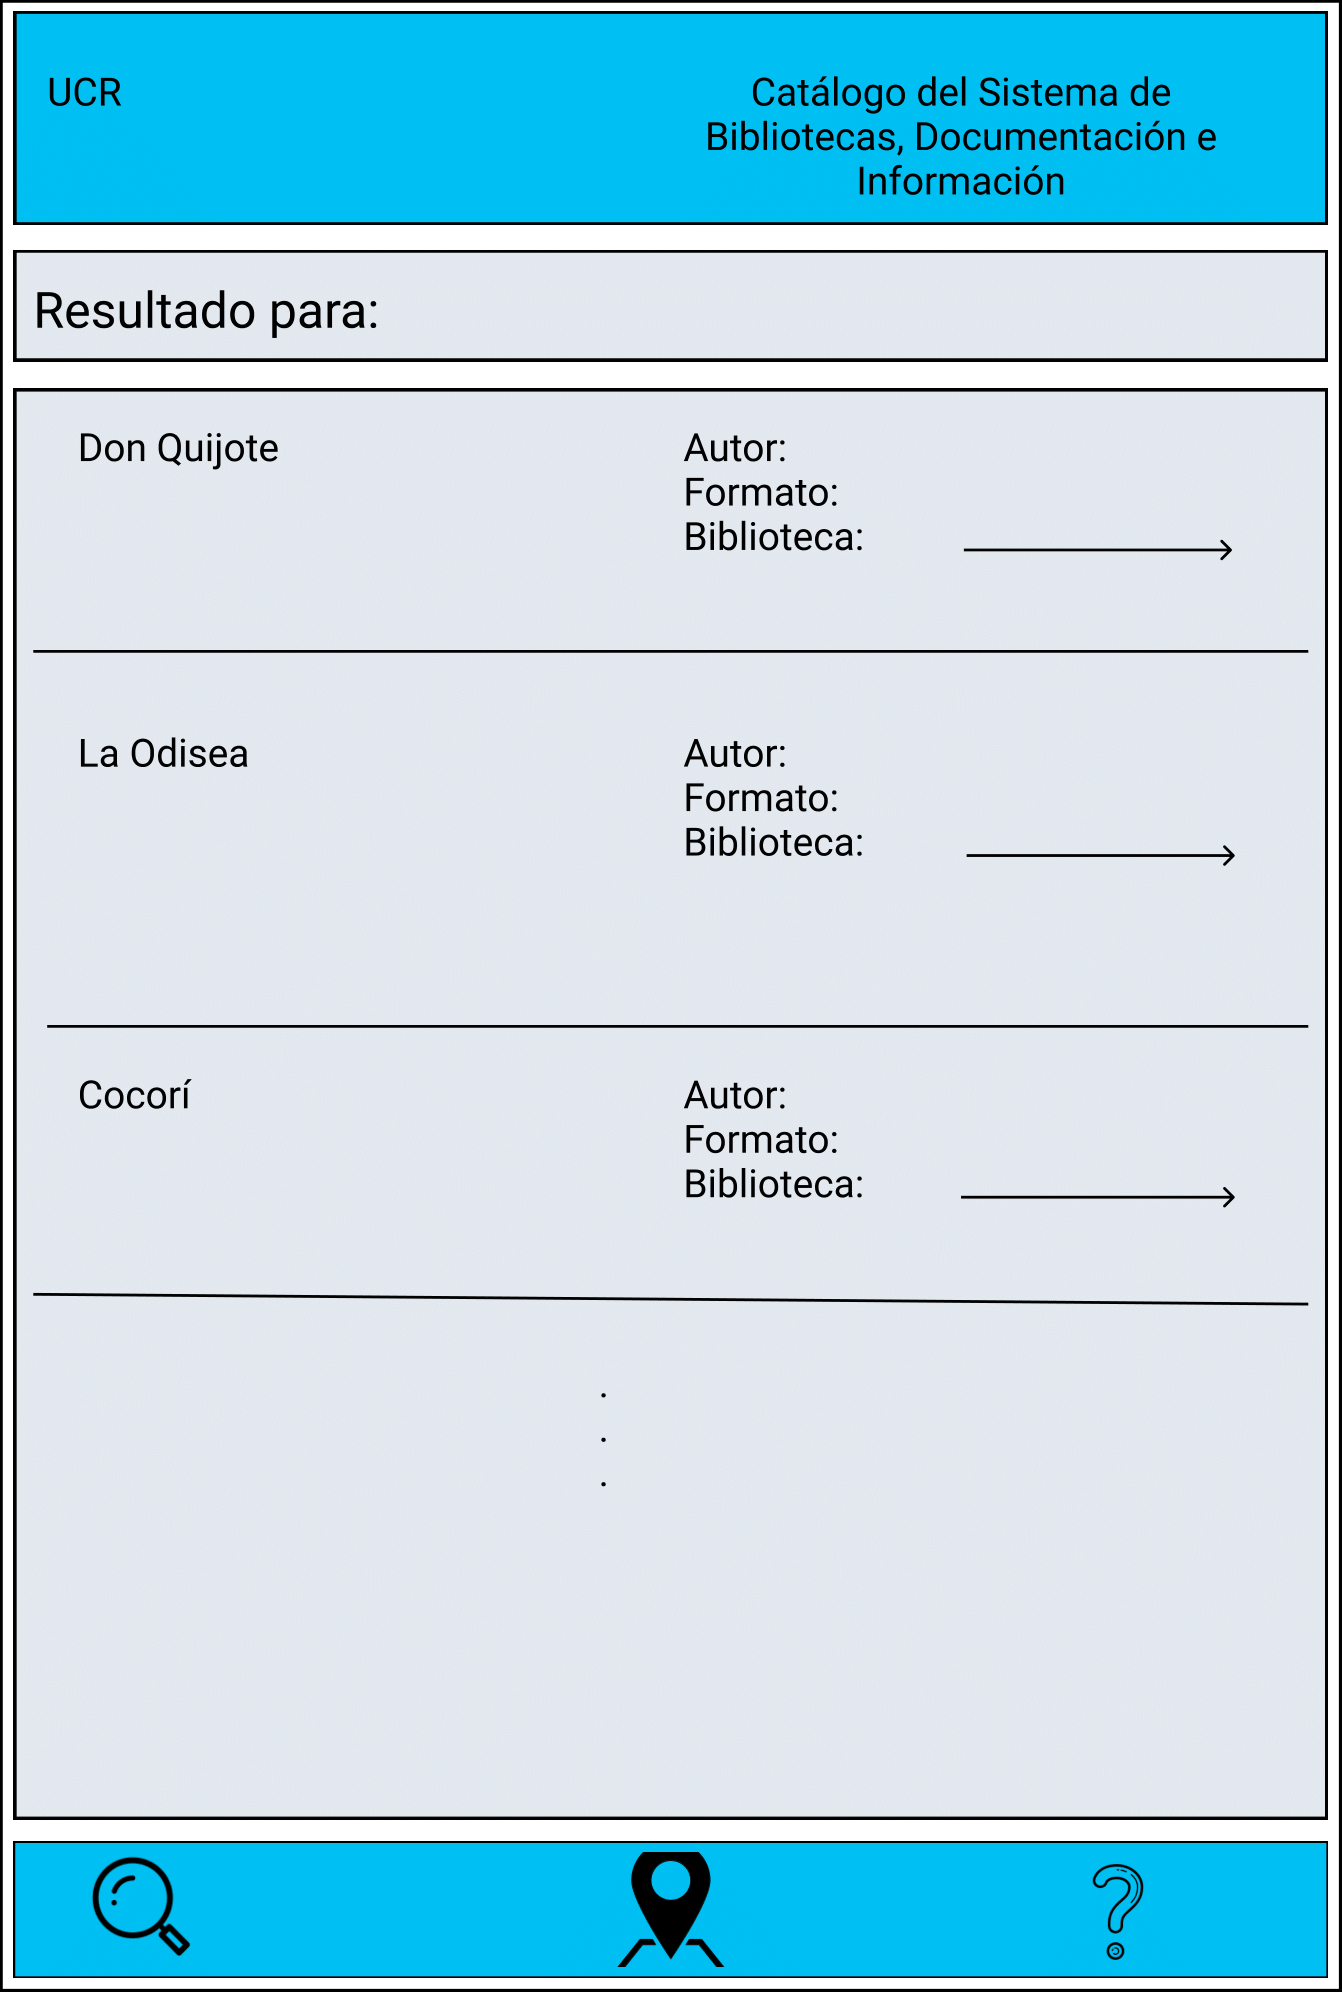 UCR
Catálogo del Sistema de
Bibliotecas, Documentación e
Información
Resultado para:
Don Quijote
Autor:
Formato:
Biblioteca:
La Odisea
Autor:
Formato:
Biblioteca:
Cocorí
Autor:
Formato:
Biblioteca:
.
.
.